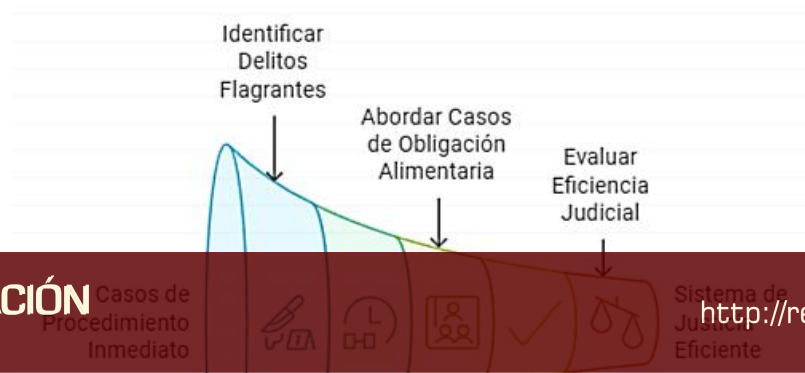 Identificar
Delitos
Flagrantes
Abordar Casos
de Obligación
Alimentaria
Evaluar
Eficiencia
Judicial
CIÓN
Casos de
Procedimiento
Inmediato
Sistema de
Justicia
Eficiente
http://re